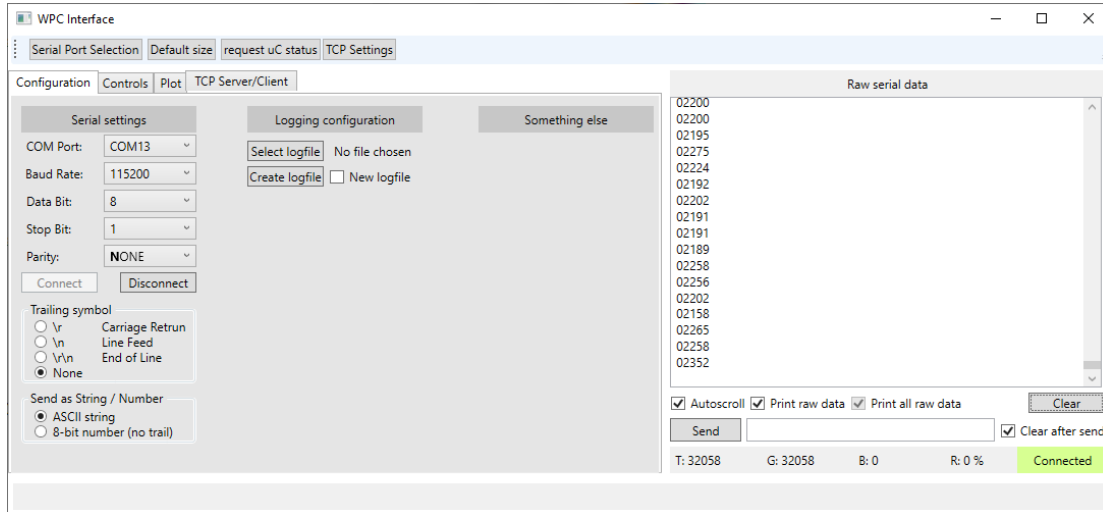 WPC Interface
Serial Port Selection Default size request uC status TCP Settings
Configuration Controls Plot TCP Server/Client
Serial settings
COM Port: COM13
Baud Rate: 115200
Data Bit: 8
Stop Bit: 1
Parity: NONE
Connect Disconnect
Trailing symbol
\r Carriage Retrun
\n Line Feed
\r\n End of Line
None
Send as String / Number
ASCII string
8-bit number (no trail)
Logging configuration
Select logfile No file chosen
Create logfile New logfile
Something else
Raw serial data
02200
02200
02195
02275
02224
02192
02202
02191
02191
02189
02258
02256
02202
02158
02265
02258
02352
Autoscroll Print raw data Print all raw data Clear
Send Clear after send
T: 32058 G: 32058 B: 0 R: 0 % Connected